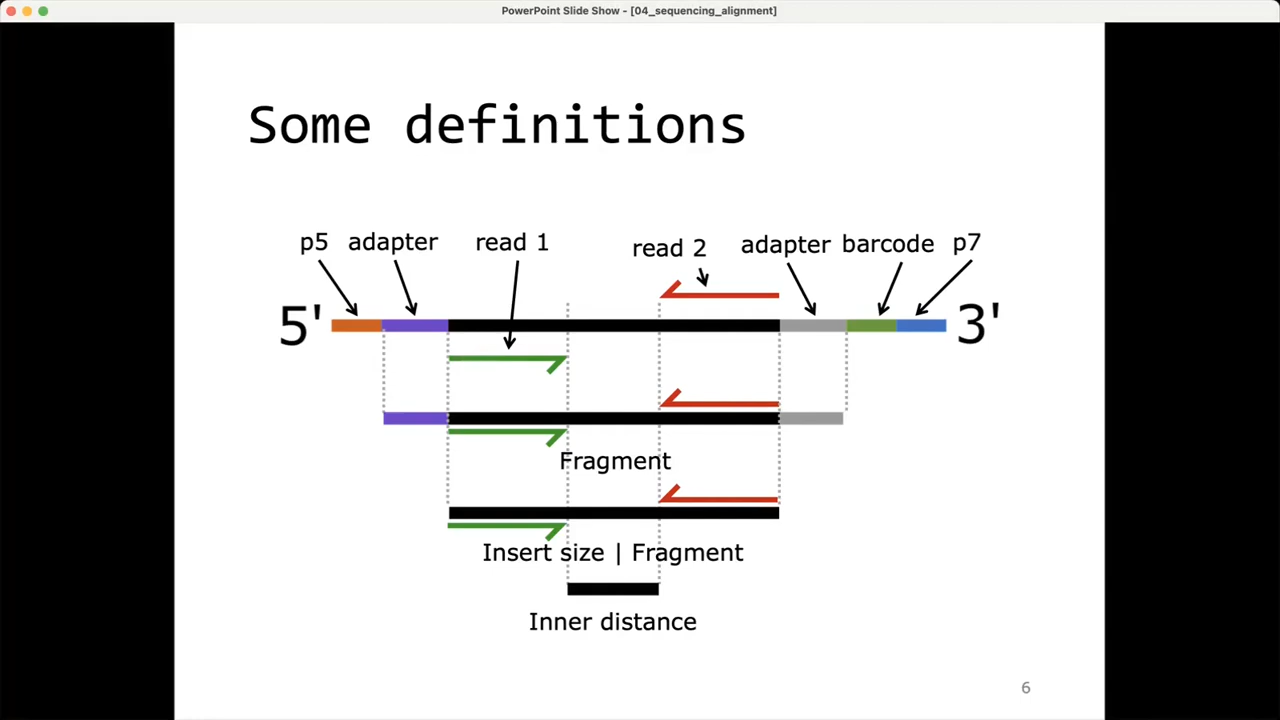 PowerPoint Slide Show - [04_sequencing_alignment]
Some definitions
p5 adapter read 1 read 2 adapter barcode p7
5' 3'
Fragment
Insert size | Fragment
Inner distance
6